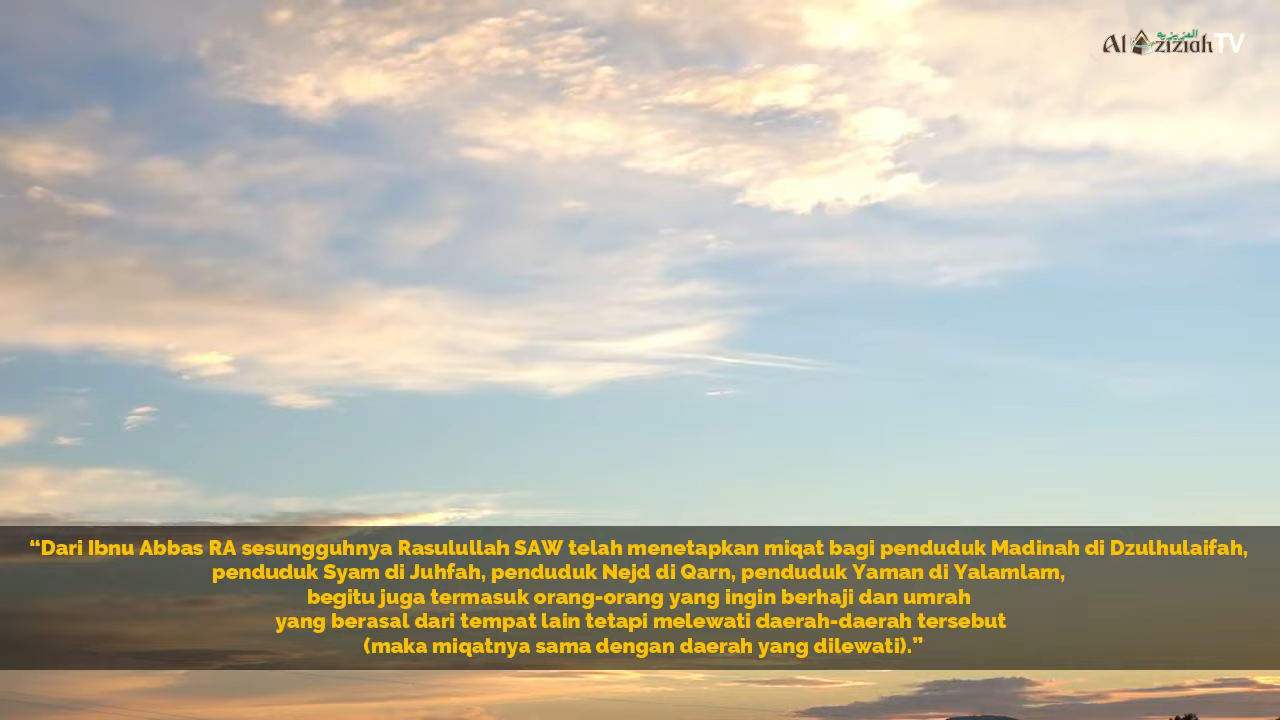 Al Aziziah TV
العزيزية
“Dari Ibnu Abbas RA sesungguhnya Rasulullah SAW telah menetapkan miqat bagi penduduk Madinah di Dzulhulaifah,
penduduk Syam di Juhfah, penduduk Nejd di Qarn, penduduk Yaman di Yalamlam,
begitu juga termasuk orang-orang yang ingin berhaji dan umrah
yang berasal dari tempat lain tetapi melewati daerah-daerah tersebut
(maka miqatnya sama dengan daerah yang dilewati).”